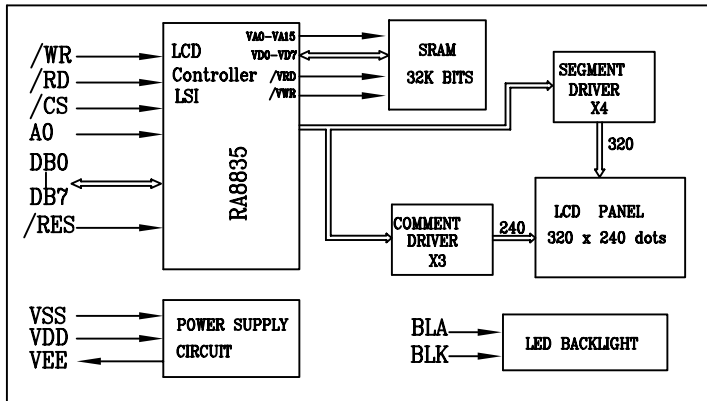 /WR
/RD
/CS
A0
DB0
DB7
/RES
LCD
Controller
LSI
RA8835
VA0-VA15
VD0-VD7
/VRD
/VWR
SRAM
32K BITS
SEGMENT
DRIVER
X4
320
COMMENT
DRIVER
X3
240
LCD PANEL
320 x 240 dots
VSS
VDD
VEE
POWER SUPPLY
CIRCUIT
BLA
BLK
LED BACKLIGHT